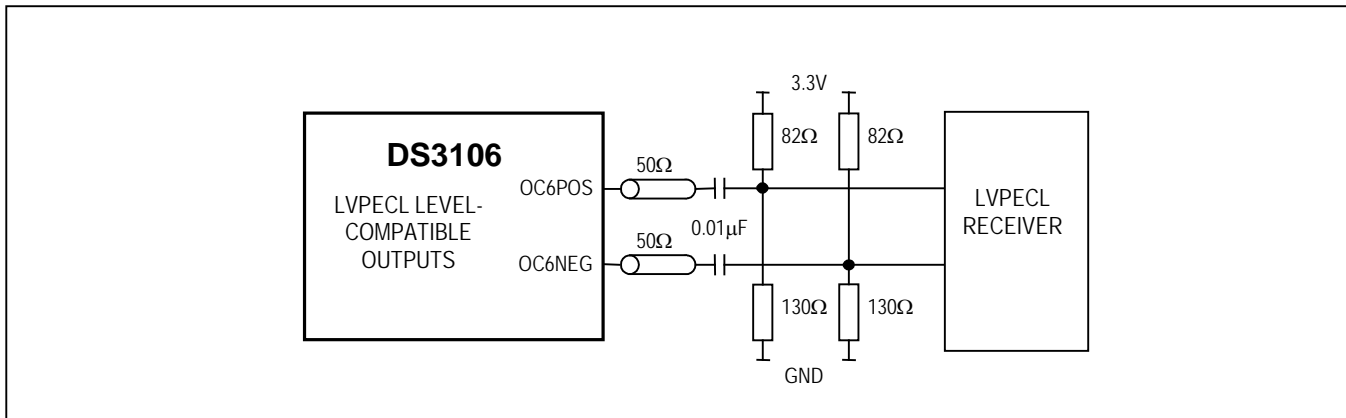 3.3V
82Ω
82Ω
DS3106
50Ω
OC6POS
LVPECL LEVEL-
COMPATIBLE
OUTPUTS
LVPECL
RECEIVER
0.01µF
50Ω
OC6NEG
130Ω
130Ω
GND